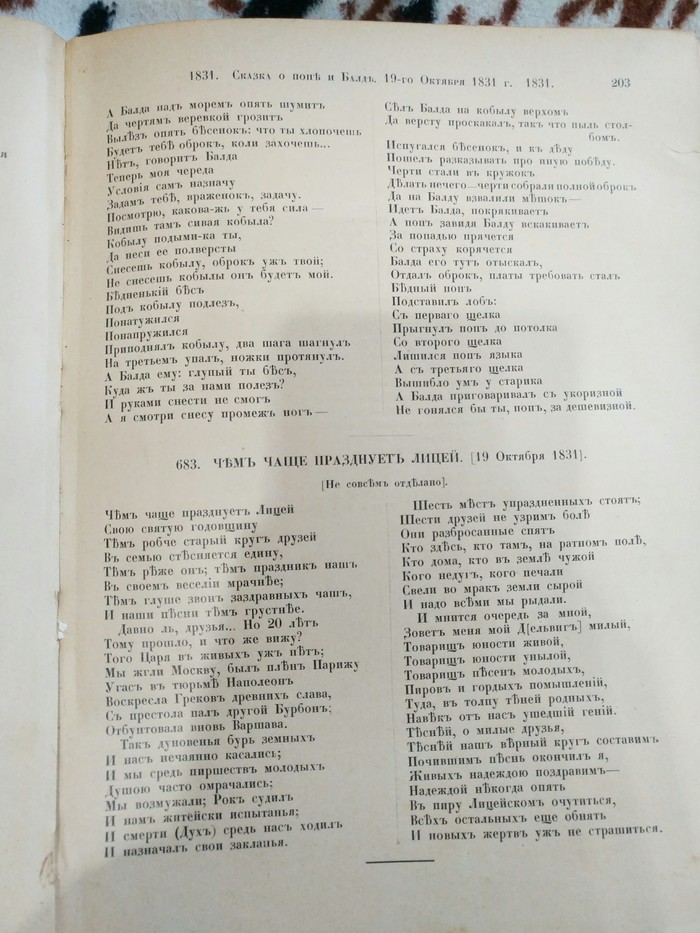 1831. Сказка о попѣ и Балдѣ. 19-го Октября 1831 г. 1831. 203
А Балда надъ моремъ опять шумитъ
Да чертямъ веревкой грозитъ
Вылѣзъ опять бѣсенокъ: что ты хлопочешь
Будетъ тебѣ оброкъ, коли захочешь...
Нѣтъ, говоритъ Балда
Теперь моя череда
Условія самъ назначу
Задамъ тебѣ, враженокъ, задачу.
Посмотрю, какова-жь у тебя сила —
Видишь тамъ сивая кобыла?
Кобылу подыми-ка ты,
Да неси ее полверсты
Снесешь кобылу, оброк ужъ твой;
Не снесешь кобылы онъ будетъ мой.
Бѣдненькій бѣсъ
Подъ кобылу подлезъ,
Понатужился
Понапружился
Приподнялъ кобылу, два шага шагнулъ
На третьемъ упалъ, ножки протянулъ.
А Балда ему: глупый ты бѣсъ,
Куда жъ ты за нами полезъ?
И руками снести не смогъ
А я смотри снесу промежъ ногъ —
Сѣлъ Балда на кобылу верхомъ
Да версту проскакалъ, такъ что пыль стол-
бомъ.
Испугался бѣсенокъ, и къ дѣду
Пошелъ разказывать про иную побѣду.
Черти стали въ кружокъ
Дѣлать нечего—черти собрали полной оброкъ
Да на Балду взвалили мѣшокъ—
Идетъ Балда, покрякиваетъ
А попъ завидя Балду вскакиваетъ
За попадью прячется
Со страху корячется
Балда его тутъ отыскалъ,
Отдалъ оброкъ, платы требовать сталъ
Бѣдный попъ
Подставилъ лобъ:
Съ перваго щелка
Прыгнулъ попъ до потолка
Со второго щелка
Лишился попъ языка
А съ третьяго щелка
Вышибло умъ у старика
А Балда приговаривалъ съ укоризной
Не гонялся бы ты, попъ, за дешевизной.
683. ЧѢМЪ ЧАЩЕ ПРАЗДНУЕТЪ ЛИЦЕЙ. [19 Октября 1831].
[Не совсѣмъ отдѣлано].
Чѣмъ чаще празднуетъ Лицей
Свою святую годовщину
Тѣмъ робче старый кругъ друзей
Въ семью стѣсняется едину,
Тѣмъ рѣже онъ; тѣмъ праздникъ нашъ
Въ своемъ веселіи мрачнѣе;
Тѣмъ глуше звонъ заздравныхъ чашъ,
И наши пѣсни тѣмъ грустнѣе.
Давно ль, друзья... Но 20 лѣтъ
Тому прошло, и что же вижу?
Того Царя въ живыхъ ужъ нѣтъ;
Мы жгли Москву, былъ плѣнъ Парижу
Угасъ въ тюрьмѣ Наполеонъ
Воскресла Грековъ древнихъ слава,
Съ престола палъ другой Бурбонъ;
Отбунтовала вновь Варшава.
Такъ дуновенья бурь земныхъ
И насъ нечаянно касались;
И мы средь пиршествъ молодыхъ
Душою часто омрачались;
Мы возмужали; Рокъ судилъ
И намъ житейски испытанья;
И смерти (Духъ) средь насъ ходилъ
И назначалъ свои закланья.
Шесть мѣстъ упраздненныхъ стоятъ;
Шести друзей не узримъ болѣ
Они разбросанные спятъ
Кто здѣсь, кто тамъ, на ратномъ полѣ,
Кто дома, кто въ землѣ чужой
Кого недугъ, кого печали
Свели во мракъ земли сырой
И надо всѣми мы рыдали.
И мнится очередь за мной,
Зоветъ меня мой Д[ельвигъ] милый,
Товарищъ юности живой,
Товарищъ юности унылой,
Товарищъ пѣсенъ молодыхъ,
Пировъ и гордыхъ помышленій,
Туда, въ толпу тѣней родныхъ,
Навѣкъ отъ насъ ушедшій геній.
Тѣснѣй, о милые друзья,
Тѣснѣй нашъ вѣрный кругъ составимъ
Почившимъ пѣснь окончилъ я,
Живыхъ надеждою поздравимъ—
Надеждой нѣкогда опять
Въ пиру Лицейскомъ очутиться,
Всѣхъ остальныхъ еще обнять
И новыхъ жертвъ ужъ не страшиться.